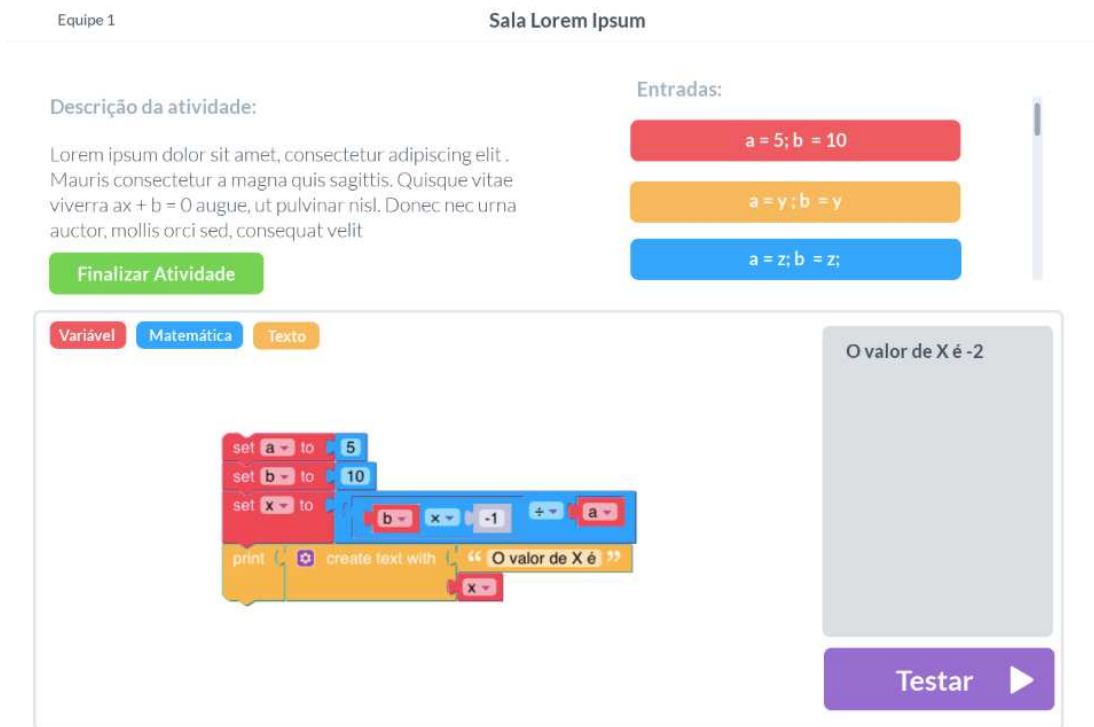 Equipe 1
Sala Lorem Ipsum
Descrição da atividade:
Lorem ipsum dolor sit amet, consectetur adipiscing elit .
Mauris consectetur a magna quis sagittis. Quisque vitae
viverra ax + b = 0 augue, ut pulvinar nisl. Donec nec urna
auctor, mollis orci sed, consequat velit
Finalizar Atividade
Entradas:
a = 5; b = 10
a = y ; b = y
a = z; b = z;
Variável Matemática Texto
set a to 5
set b to 10
set x to b × -1 ÷ a
print create text with “ O valor de X é ”
x
O valor de X é -2
Testar